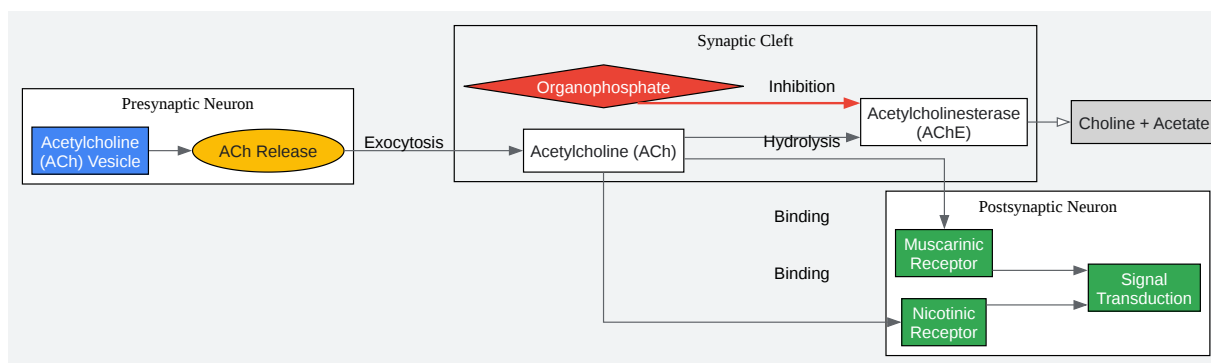 Synaptic Cleft
Organophosphate
Inhibition
Presynaptic Neuron
Acetylcholine
(ACh) Vesicle
ACh Release
Exocytosis
Acetylcholine (ACh)
Hydrolysis
Acetylcholinesterase
(AChE)
Choline + Acetate
Binding
Binding
Postsynaptic Neuron
Muscarinic
Receptor
Nicotinic
Receptor
Signal
Transduction